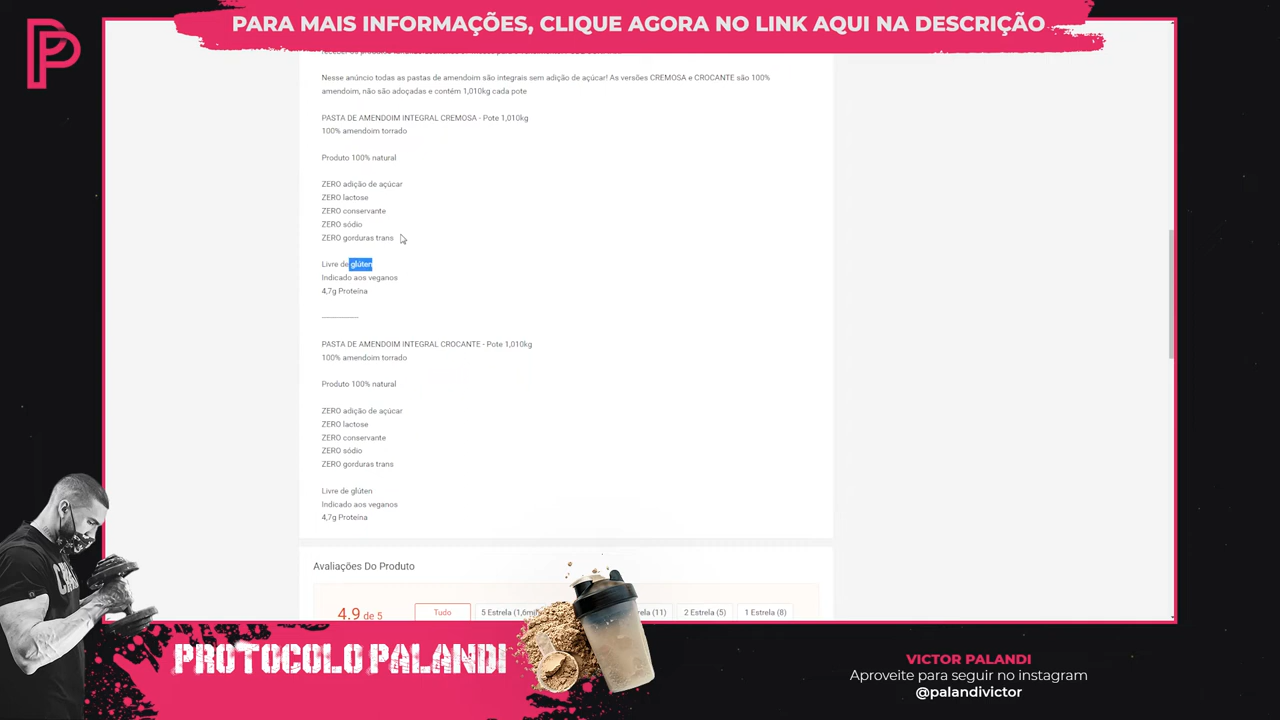 PARA MAIS INFORMAÇÕES, CLIQUE AGORA NO LINK AQUI NA DESCRIÇÃO
Nesse anúncio todas as pastas de amendoim são integrais sem adição de açúcar! As versões CREMOSA e CROCANTE são 100%
amendoim, não são adoçadas e contém 1,010kg cada pote
PASTA DE AMENDOIM INTEGRAL CREMOSA - Pote 1,010kg
100% amendoim torrado
Produto 100% natural
ZERO adição de açúcar
ZERO lactose
ZERO conservante
ZERO sódio
ZERO gorduras trans
Livre de glúten
Indicado aos veganos
4,7g Proteína
--------------
PASTA DE AMENDOIM INTEGRAL CROCANTE - Pote 1,010kg
100% amendoim torrado
Produto 100% natural
ZERO adição de açúcar
ZERO lactose
ZERO conservante
ZERO sódio
ZERO gorduras trans
Livre de glúten
Indicado aos veganos
4,7g Proteína
Avaliações Do Produto
4.9 de 5
Tudo
5 Estrela (1,6mil)
(11)
2 Estrela (5)
1 Estrela (8)
PROTOCOLO PALANDI
VICTOR PALANDI
Aproveite para seguir no instagram
@palandivictor